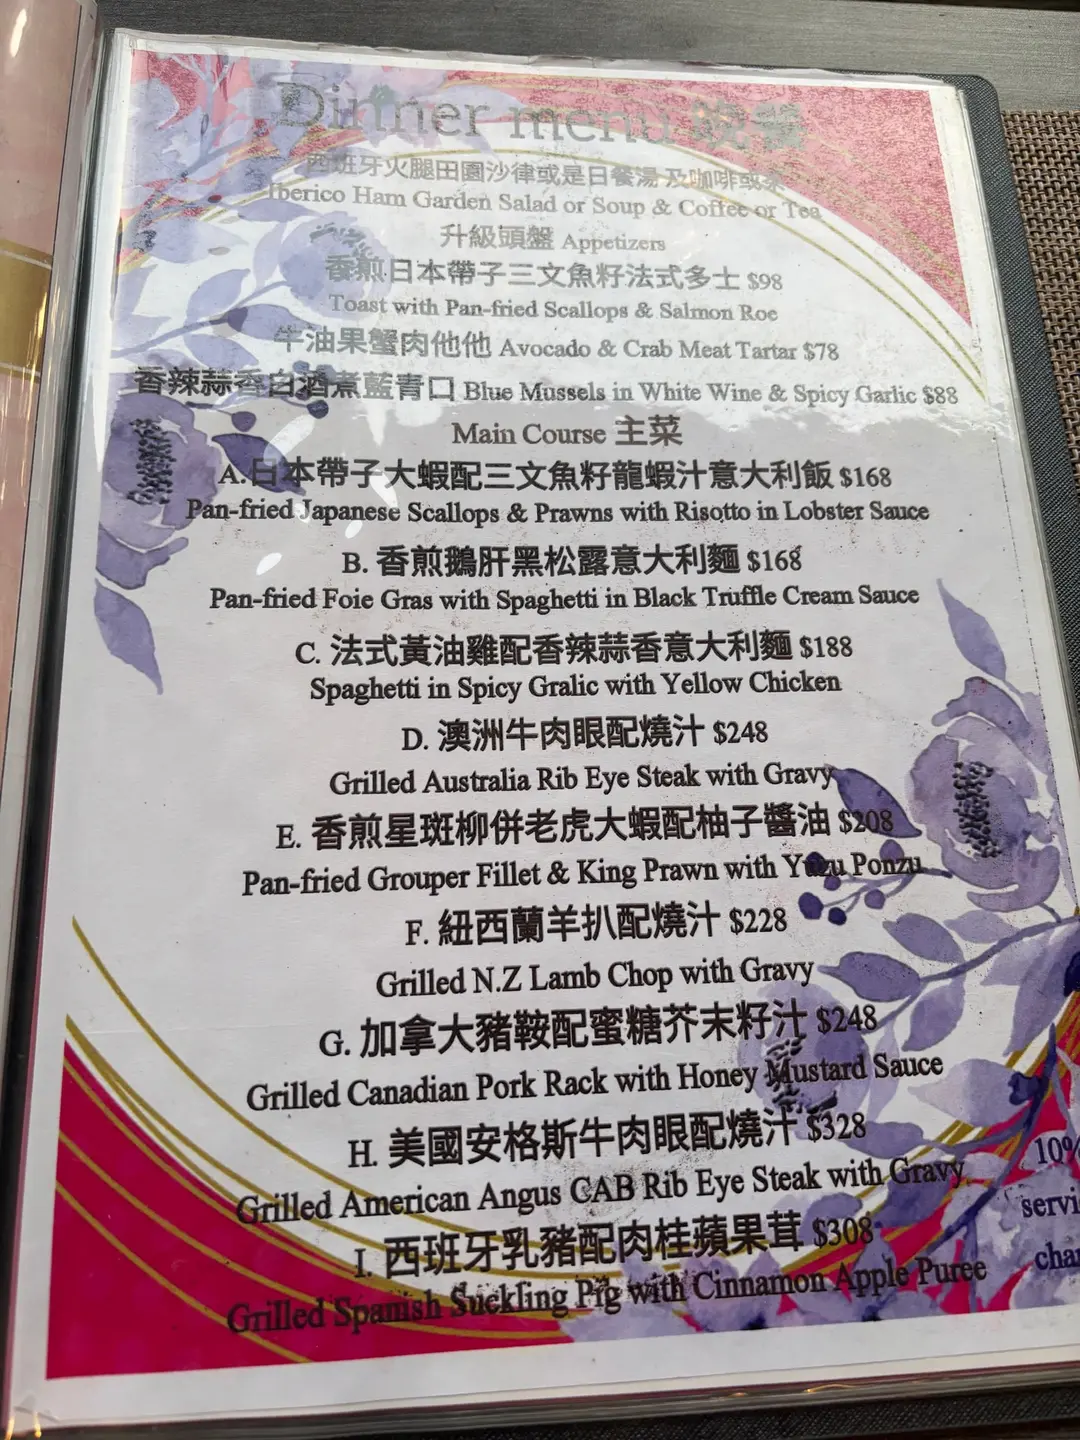 Dinner menu 晚餐
西班牙火腿田園沙律或是日餐湯 及咖啡或茶
Iberico Ham Garden Salad or Soup & Coffee or Tea
升級頭盤 Appetizers
香煎日本帶子三文魚籽法式多士 $98
Toast with Pan-fried Scallops & Salmon Roe
牛油果蟹肉他他 Avocado & Crab Meat Tartar $78
香辣蒜香白酒煮藍青口 Blue Mussels in White Wine & Spicy Garlic $88
Main Course 主菜
A.日本帶子大蝦配三文魚籽龍蝦汁意大利飯 $168
Pan-fried Japanese Scallops & Prawns with Risotto in Lobster Sauce
B. 香煎鵝肝黑松露意大利麵 $168
Pan-fried Foie Gras with Spaghetti in Black Truffle Cream Sauce
C. 法式黃油雞配香辣蒜香意大利麵 $188
Spaghetti in Spicy Gralic with Yellow Chicken
D. 澳洲牛肉眼配燒汁 $248
Grilled Australia Rib Eye Steak with Gravy
E. 香煎星斑柳併老虎大蝦配柚子醬油 $208
Pan-fried Grouper Fillet & King Prawn with Yuzu Ponzu
F. 紐西蘭羊扒配燒汁 $228
Grilled N.Z Lamb Chop with Gravy
G. 加拿大豬鞍配蜜糖芥末籽汁 $248
Grilled Canadian Pork Rack with Honey Mustard Sauce
H. 美國安格斯牛肉眼配燒汁 $328
Grilled American Angus CAB Rib Eye Steak with Gravy
I. 西班牙乳豬配肉桂蘋果茸 $308
Grilled Spanish Suckling Pig with Cinnamon Apple Puree
10%
servi
char